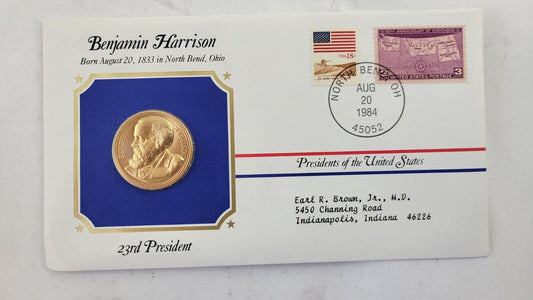 Benjamin Harrison
Born August 20, 1833 in North Bend, Ohio
USA 18c
UNITED STATES POSTAGE
3
NORTH BEND, OH
AUG
20
1984
45052
Presidents of the United States
Earl R. Brown, Jr., M.D.
5450 Channing Road
Indianapolis, Indiana 46226
23rd President